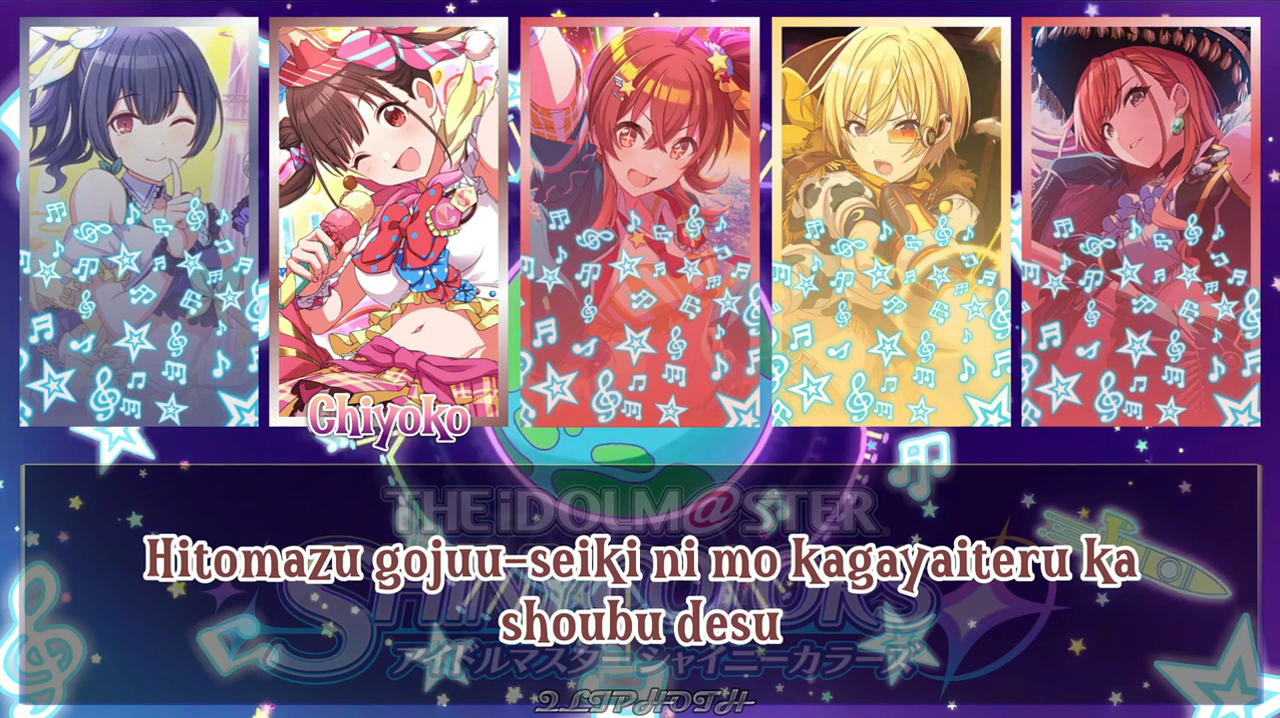 Chiyoko
THE iDOLM@STER
Hitomazu gojuu-seiki ni mo kagayaiteru ka
shoubu desu
SHINY COLORS
アイドルマスター シャイニーカラーズ
2LIPHOTH